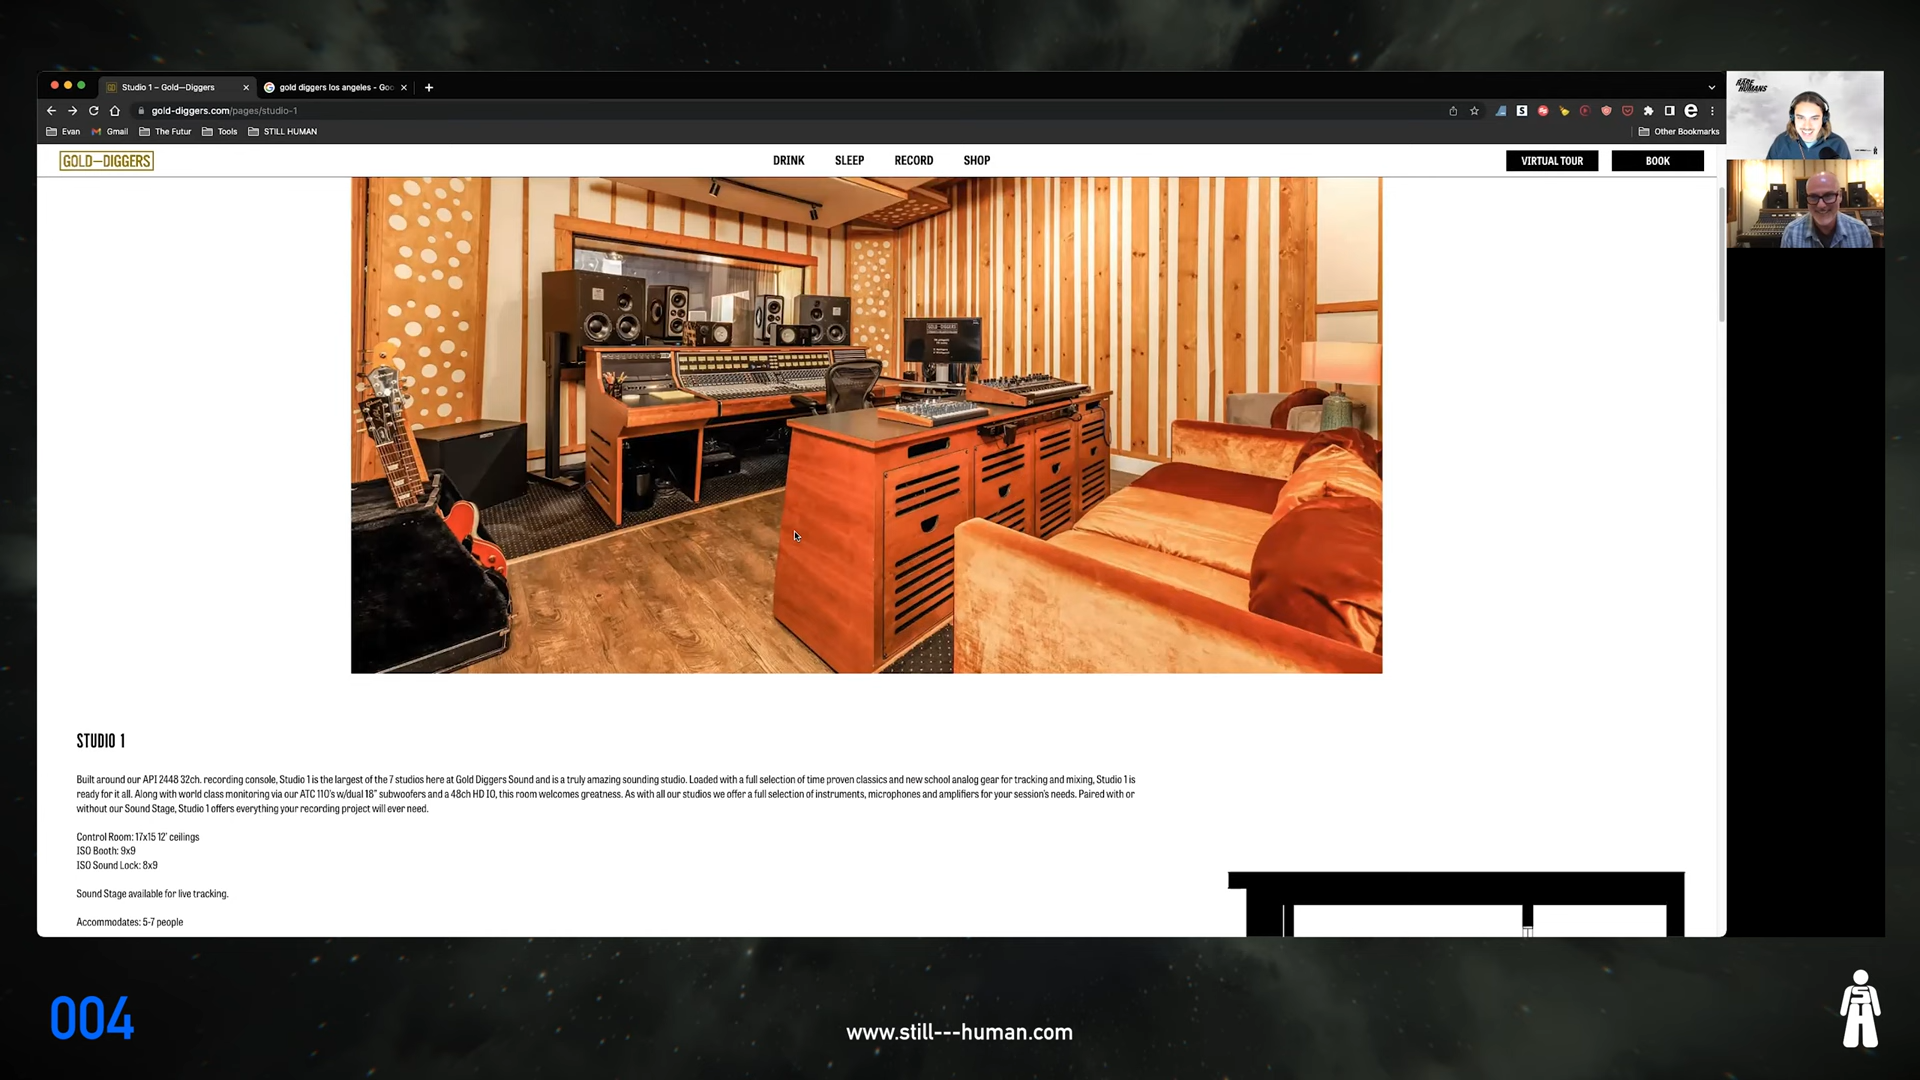 Studio 1 – Gold—Diggers
gold diggers los angeles - Goo
gold-diggers.com/pages/studio-1
Evan
Gmail
The Futur
Tools
STILL HUMAN
Other Bookmarks
RARE HUMANS
GOLD—DIGGERS
DRINK
SLEEP
RECORD
SHOP
VIRTUAL TOUR
BOOK
STUDIO 1
Built around our API 2448 32ch. recording console, Studio 1 is the largest of the 7 studios here at Gold Diggers Sound and is a truly amazing sounding studio. Loaded with a full selection of time proven classics and new school analog gear for tracking and mixing, Studio 1 is
ready for it all. Along with world class monitoring via our ATC 110's w/dual 18" subwoofers and a 48ch HD IO, this room welcomes greatness. As with all our studios we offer a full selection of instruments, microphones and amplifiers for your session's needs. Paired with or
without our Sound Stage, Studio 1 offers everything your recording project will ever need.
Control Room: 17x15 12' ceilings
ISO Booth: 9x9
ISO Sound Lock: 8x9
Sound Stage available for live tracking.
Accommodates: 5-7 people
004
www.still---human.com